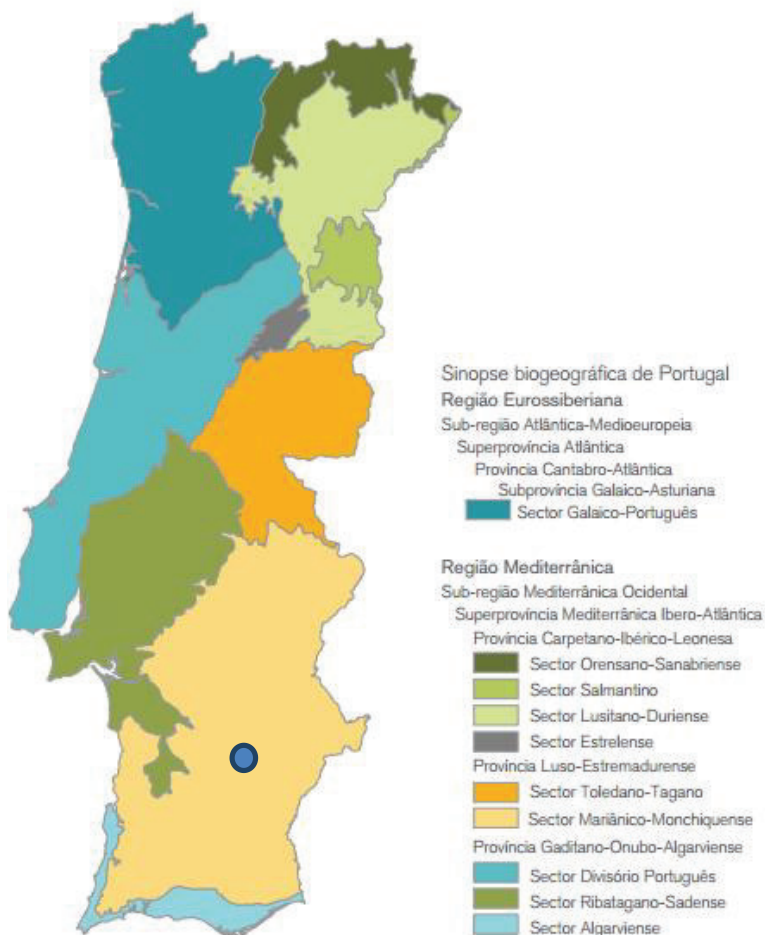 Sinopse biogeográfica de Portugal
Região Eurossiberiana
Sub-região Atlântica-Medioeuropeia
Superprovíncia Atlântica
Província Cantabro-Atlântica
Subprovíncia Galaico-Asturiana
Sector Galaico-Português
Região Mediterrânica
Sub-região Mediterrânica Ocidental
Superprovíncia Mediterrânica Ibero-Atlântica
Província Carpetano-Ibérico-Leonesa
Sector Orensano-Sanabriense
Sector Salmantino
Sector Lusitano-Duriense
Sector Estrelense
Província Luso-Estremadurense
Sector Toledano-Tagano
Sector Mariânico-Monchiquense
Província Gaditano-Onubo-Algarviense
Sector Divisório Português
Sector Ribatagano-Sadense
Sector Algarviense